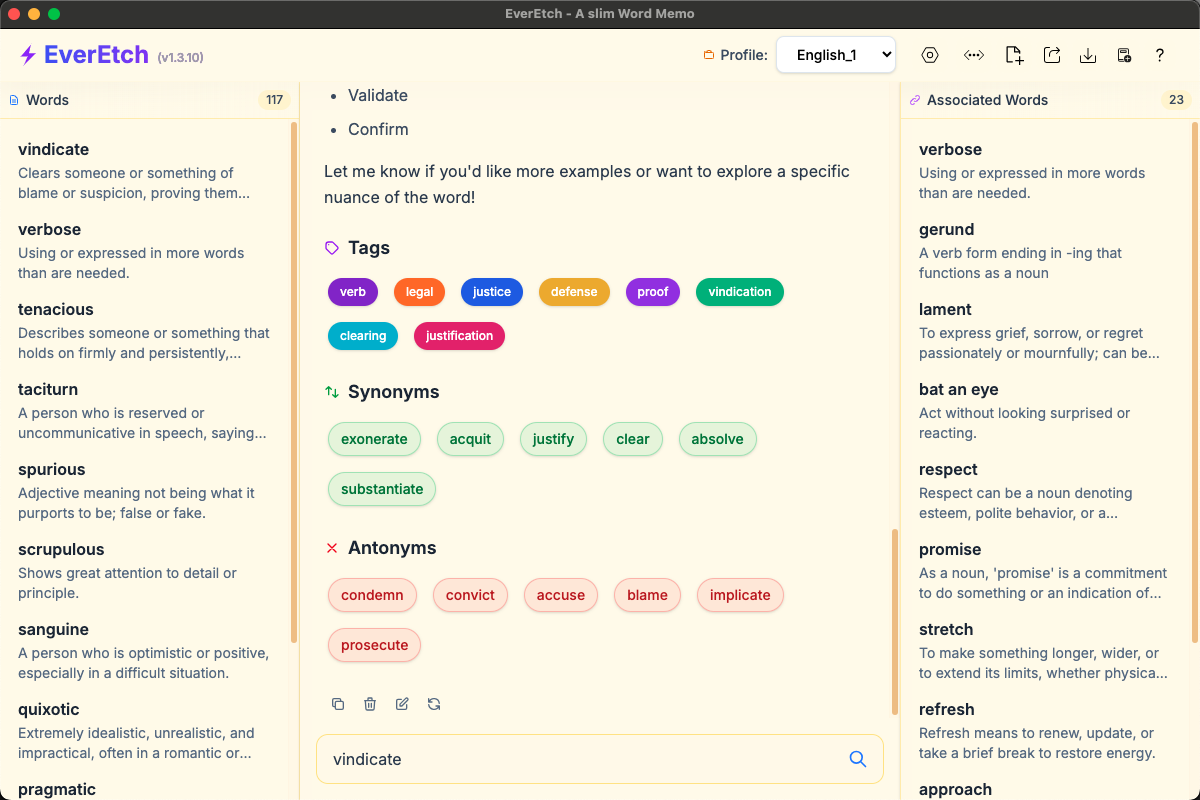 EverEtch - A slim Word Memo
EverEtch (v1.3.10)
Profile: English_1
?
Words 117
vindicate
Clears someone or something of
blame or suspicion, proving them...
verbose
Using or expressed in more words
than are needed.
tenacious
Describes someone or something that
holds on firmly and persistently,...
taciturn
A person who is reserved or
uncommunicative in speech, saying...
spurious
Adjective meaning not being what it
purports to be; false or fake.
scrupulous
Shows great attention to detail or
principle.
sanguine
A person who is optimistic or positive,
especially in a difficult situation.
quixotic
Extremely idealistic, unrealistic, and
impractical, often in a romantic or...
pragmatic
• Validate
• Confirm
Let me know if you'd like more examples or want to explore a specific
nuance of the word!
Tags
verb legal justice defense proof vindication
clearing justification
Synonyms
exonerate acquit justify clear absolve
substantiate
Antonyms
condemn convict accuse blame implicate
prosecute
vindicate
Associated Words 23
verbose
Using or expressed in more words
than are needed.
gerund
A verb form ending in -ing that
functions as a noun
lament
To express grief, sorrow, or regret
passionately or mournfully; can be...
bat an eye
Act without looking surprised or
reacting.
respect
Respect can be a noun denoting
esteem, polite behavior, or a...
promise
As a noun, 'promise' is a commitment
to do something or an indication of...
stretch
To make something longer, wider, or
to extend its limits, whether physica...
refresh
Refresh means to renew, update, or
take a brief break to restore energy.
approach